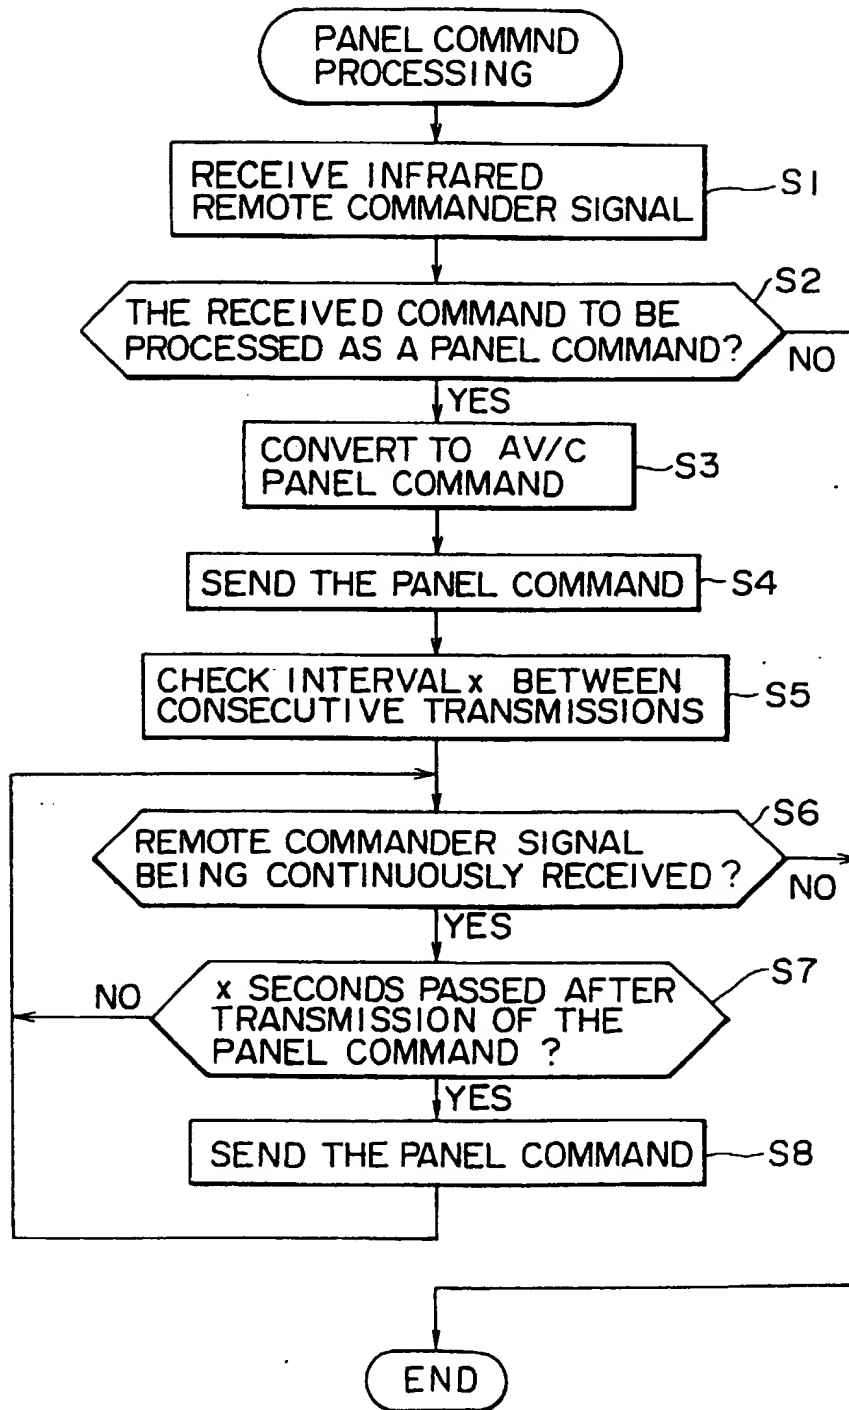 PANEL COMMND
PROCESSING
RECEIVE INFRARED
REMOTE COMMANDER SIGNAL
S1
S2
THE RECEIVED COMMAND TO BE
PROCESSED AS A PANEL COMMAND?
NO
YES
CONVERT TO AV/C
PANEL COMMAND
S3
SEND THE PANEL COMMAND
S4
CHECK INTERVAL x BETWEEN
CONSECUTIVE TRANSMISSIONS
S5
S6
REMOTE COMMANDER SIGNAL
BEING CONTINUOUSLY RECEIVED?
NO
YES
S7
NO
x SECONDS PASSED AFTER
TRANSMISSION OF THE
PANEL COMMAND ?
YES
SEND THE PANEL COMMAND
S8
END